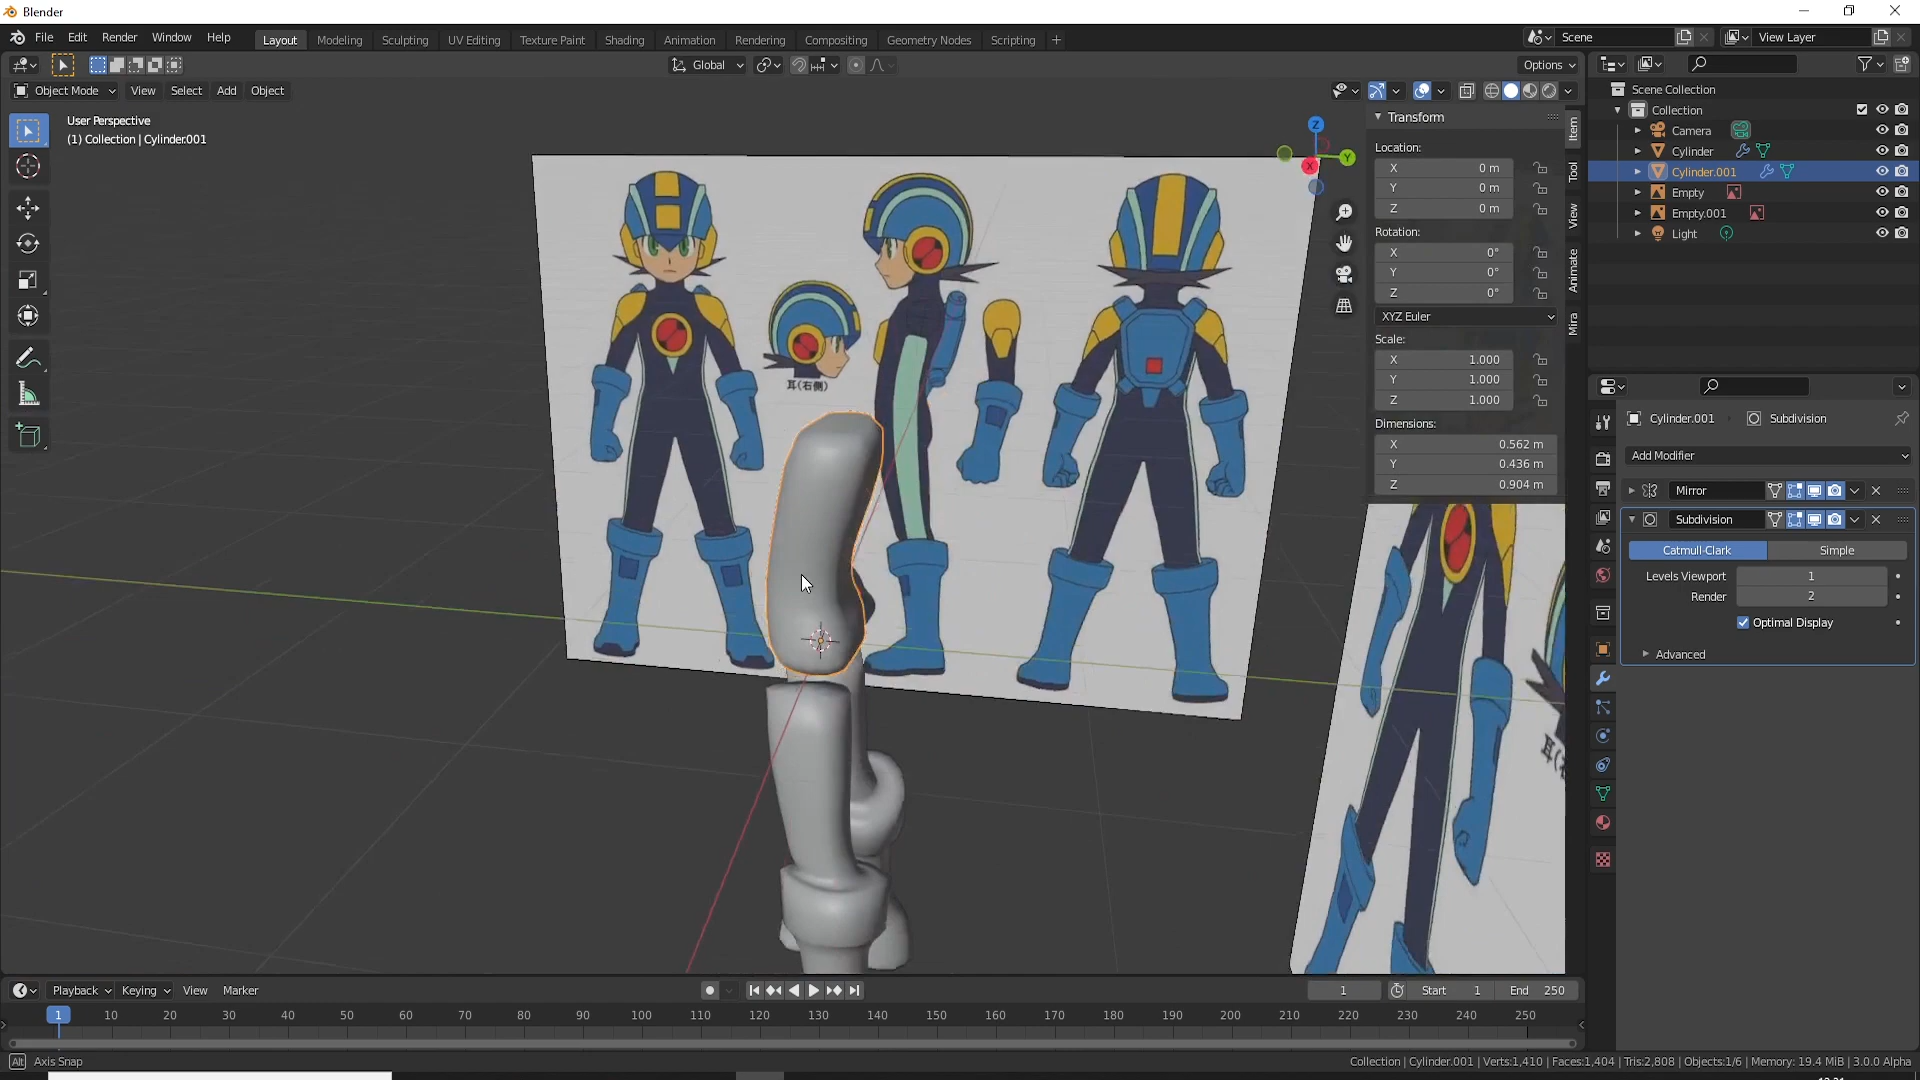 Blender
File Edit Render Window Help
Layout Modeling Sculpting UV Editing Texture Paint Shading Animation Rendering Compositing Geometry Nodes Scripting +
Scene
View Layer
Global
Options
Object Mode View Select Add Object
User Perspective
(1) Collection | Cylinder.001
Z
Y
X
耳(右側)
Transform
Location:
X 0 m
Y 0 m
Z 0 m
Rotation:
X 0°
Y 0°
Z 0°
XYZ Euler
Scale:
X 1.000
Y 1.000
Z 1.000
Dimensions:
X 0.562 m
Y 0.436 m
Z 0.904 m
Item
Tool
View
Animate
Mira
Scene Collection
Collection
Camera
Cylinder
Cylinder.001
Empty
Empty.001
Light
Cylinder.001 Subdivision
Add Modifier
Mirror
Subdivision
Catmull-Clark Simple
Levels Viewport 1
Render 2
Optimal Display
Advanced
Playback Keying View Marker
1 Start 1 End 250
1 10 20 30 40 50 60 70 80 90 100 110 120 130 140 150 160 170 180 190 200 210 220 230 240 250
Alt Axis Snap
Collection | Cylinder.001 | Verts:1,410 | Faces:1,404 | Tris:2,808 | Objects:1/6 | Memory: 19.4 MiB | 3.0.0 Alpha